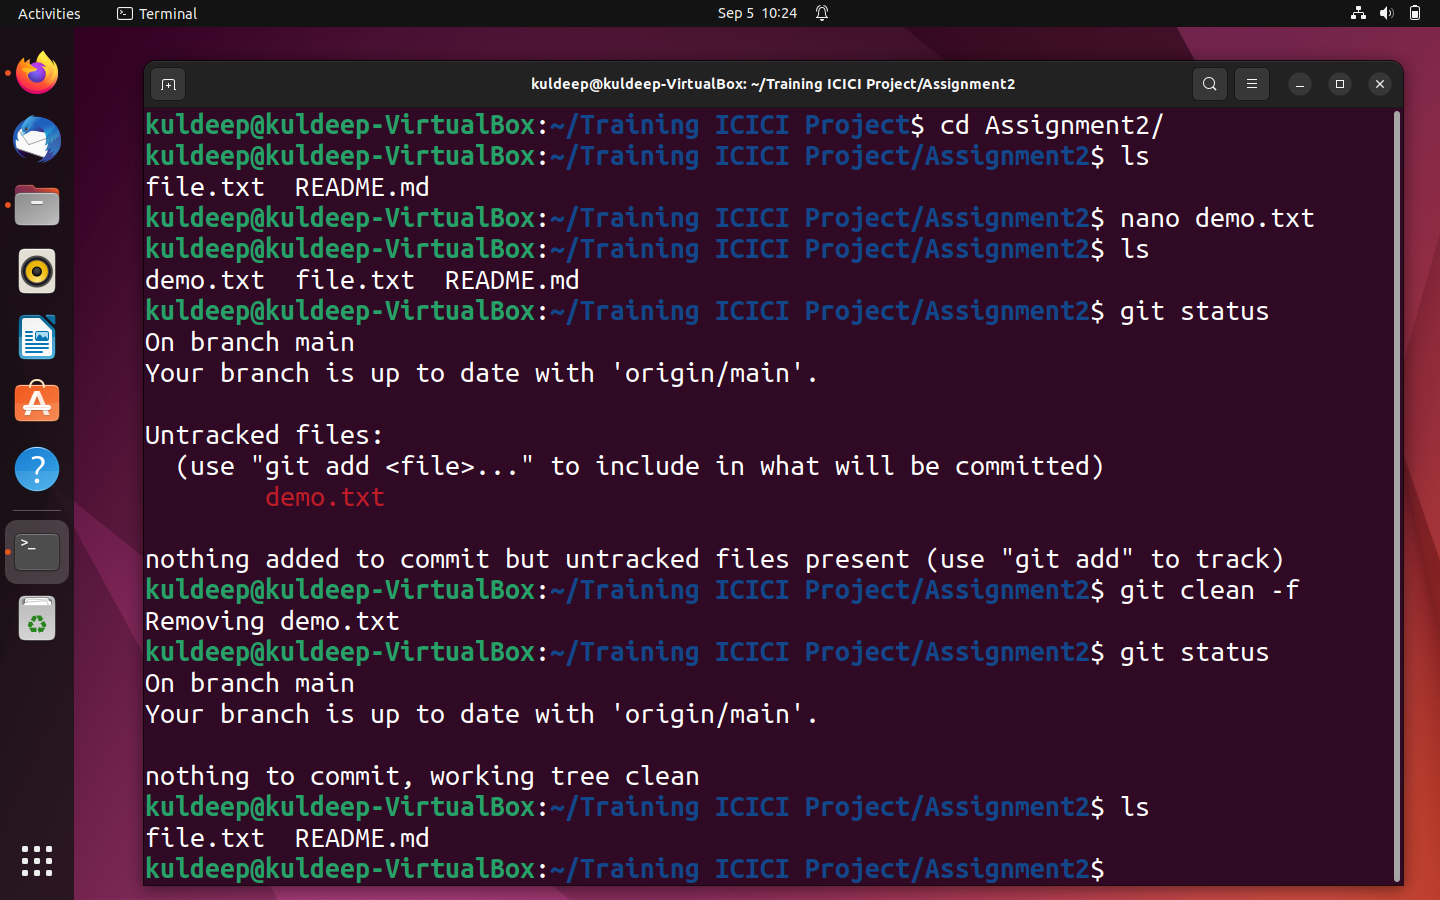 Activities Terminal Sep 5 10:24
kuldeep@kuldeep-VirtualBox: ~/Training ICICI Project/Assignment2
kuldeep@kuldeep-VirtualBox:~/Training ICICI Project$ cd Assignment2/
kuldeep@kuldeep-VirtualBox:~/Training ICICI Project/Assignment2$ ls
file.txt  README.md
kuldeep@kuldeep-VirtualBox:~/Training ICICI Project/Assignment2$ nano demo.txt
kuldeep@kuldeep-VirtualBox:~/Training ICICI Project/Assignment2$ ls
demo.txt  file.txt  README.md
kuldeep@kuldeep-VirtualBox:~/Training ICICI Project/Assignment2$ git status
On branch main
Your branch is up to date with 'origin/main'.
Untracked files:
  (use "git add <file>..." to include in what will be committed)
        demo.txt
nothing added to commit but untracked files present (use "git add" to track)
kuldeep@kuldeep-VirtualBox:~/Training ICICI Project/Assignment2$ git clean -f
Removing demo.txt
kuldeep@kuldeep-VirtualBox:~/Training ICICI Project/Assignment2$ git status
On branch main
Your branch is up to date with 'origin/main'.
nothing to commit, working tree clean
kuldeep@kuldeep-VirtualBox:~/Training ICICI Project/Assignment2$ ls
file.txt  README.md
kuldeep@kuldeep-VirtualBox:~/Training ICICI Project/Assignment2$